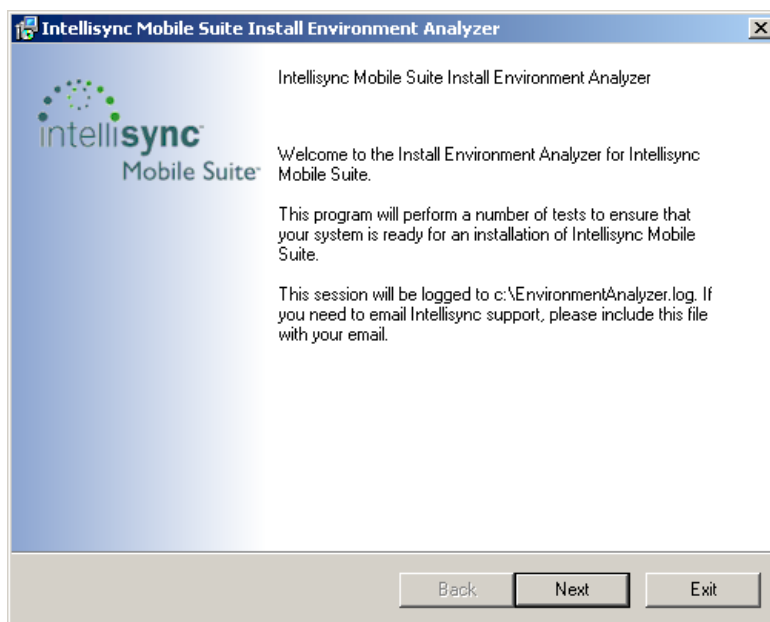 Intellisync Mobile Suite Install Environment Analyzer
Intellisync Mobile Suite Install Environment Analyzer
intellisync™
Mobile Suite™
Welcome to the Install Environment Analyzer for Intellisync
Mobile Suite.
This program will perform a number of tests to ensure that
your system is ready for an installation of Intellisync Mobile
Suite.
This session will be logged to c:\EnvironmentAnalyzer.log. If
you need to email Intellisync support, please include this file
with your email.
Back
Next
Exit